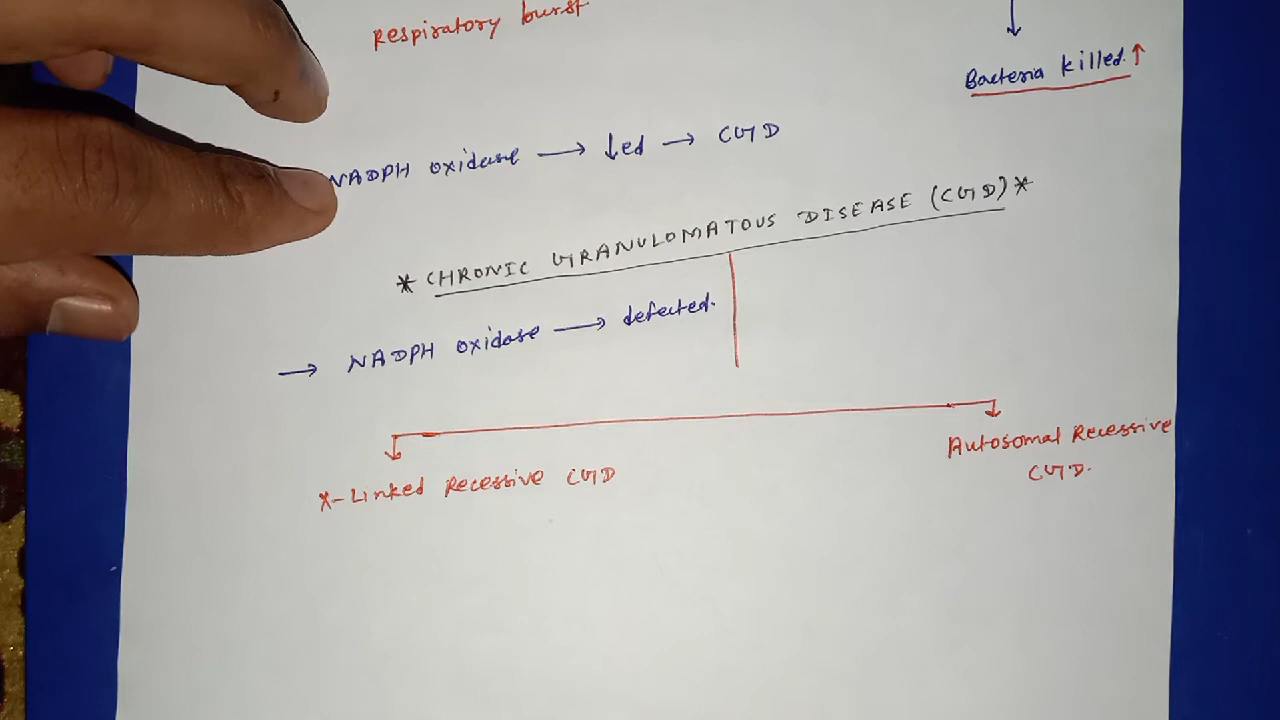 Respiratory burst
Bacteria killed. ↑
NADPH oxidase → ↓ed → CGD
* CHRONIC GRANULOMATOUS DISEASE (CGD) *
→ NADPH oxidase → defected.
X-Linked Recessive CGD
Autosomal Recessive
CGD.